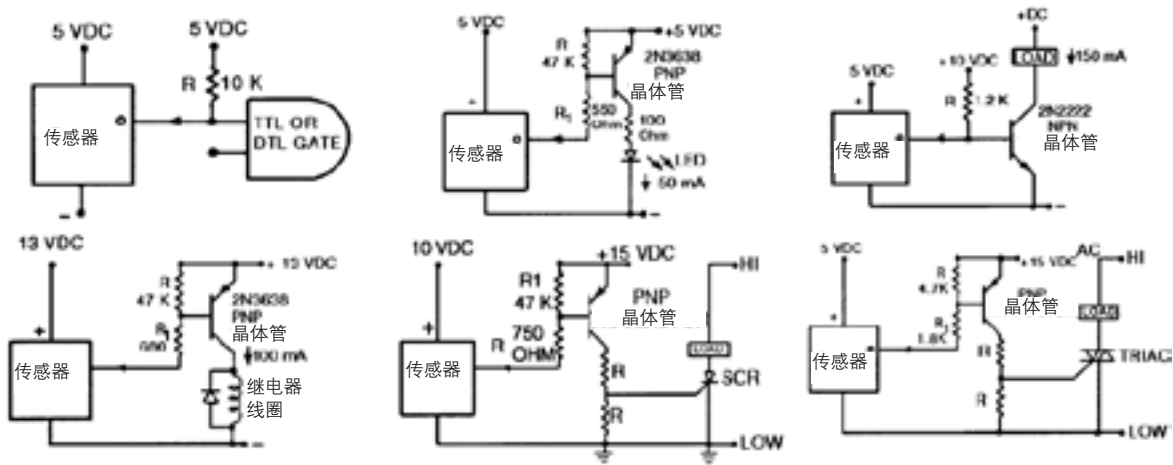 5 VDC
5 VDC
R
10 K
传感器
TTL OR
DTL GATE
−
5 VDC
+5 VDC
R
47 K
2N3638
PNP
晶体管
R1
550
Ohm
100
Ohm
传感器
LED
50 mA
−
+DC
LOAD
150 mA
5 VDC
+
R
1.2 K
2N2222
NPN
晶体管
传感器
−
13 VDC
R
47 K
2N3638
PNP
晶体管
+
R
传感器
继电器
线圈
−
10 VDC
+15 VDC
HI
R1
47 K
PNP
晶体管
+
R
750
OHM
传感器
LOAD
R
SCR
R
LOW
5 VDC
+15 VDC
AC
HI
R
4.7K
PNP
晶体管
+
R1
1.8K
传感器
LOAD
R
TRIAC
R
LOW